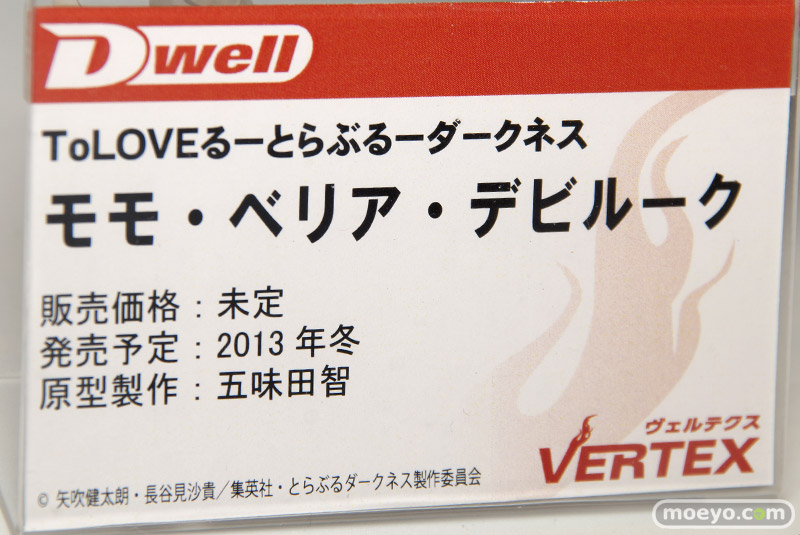 Dwell
ToLOVEるーとらぶるーダークネス
モモ・ベリア・デビルーク
販売価格：未定
発売予定：2013年冬
原型製作：五味田智
ヴェルテクス
VERTEX
© 矢吹健太朗・長谷見沙貴／集英社・とらぶるダークネス製作委員会
moeyo.com